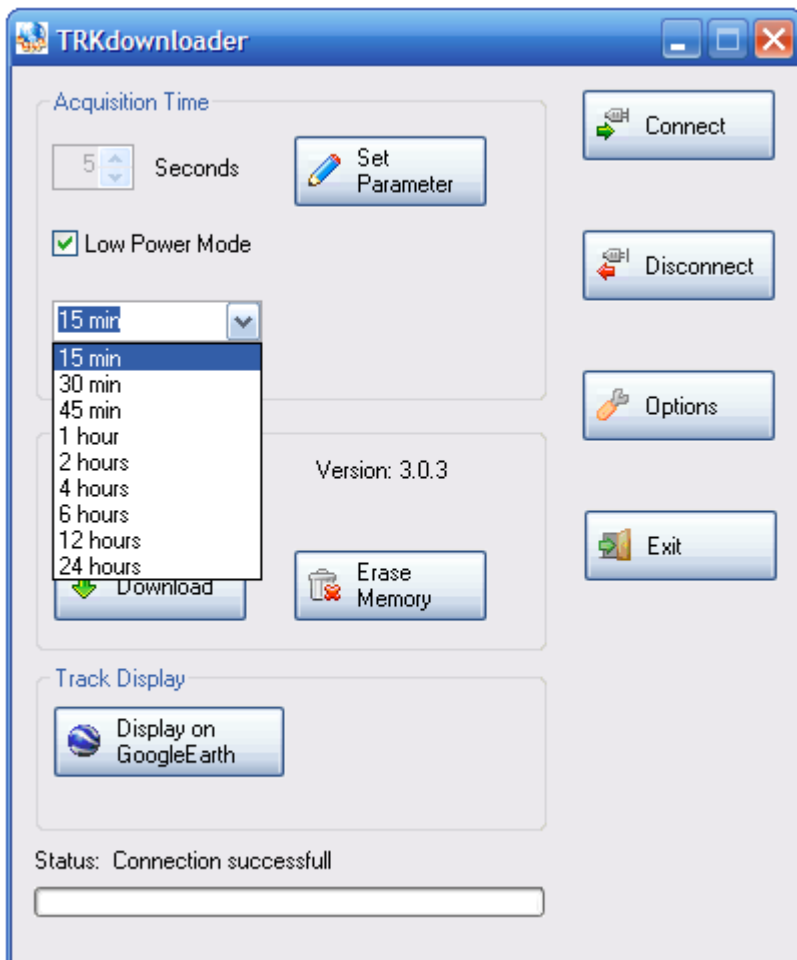 TRKdownloader
Acquisition Time
5
Seconds
Set
Parameter
Low Power Mode
15 min
15 min
30 min
45 min
1 hour
2 hours
4 hours
6 hours
12 hours
24 hours
Version: 3.0.3
Download
Erase
Memory
Track Display
Display on
GoogleEarth
Status: Connection successfull
Connect
Disconnect
Options
Exit